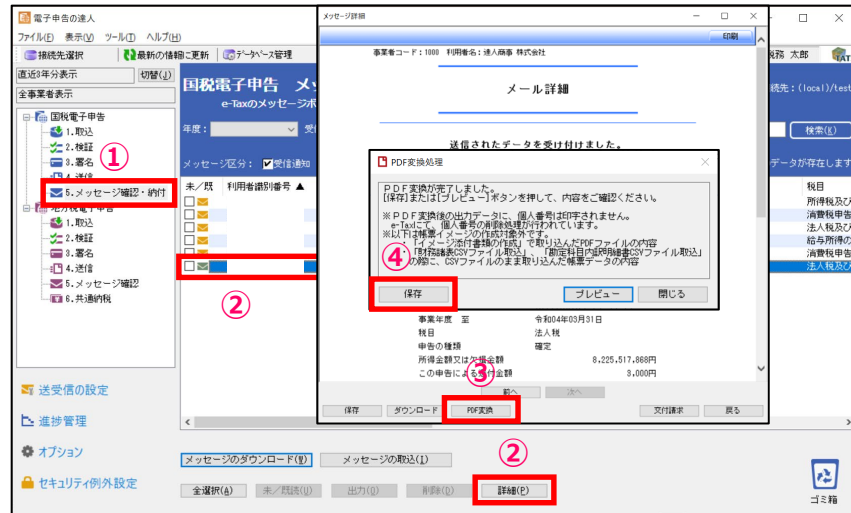 電子申告の達人
ファイル(F) 表示(V) ツール(T) ヘルプ(H)
接続先選択 最新の情報に更新 データベース管理
税務 太郎
直近3年分表示 切替(J)
全事業者表示
国税電子申告
1.取込
2.検証
3.署名
4.送信
5.メッセージ確認・納付
1.取込
2.検証
3.署名
4.送信
5.メッセージ確認
6.共通納税
①
送受信の設定
進捗管理
オプション
セキュリティ例外設定
国税電子申告
e-Taxのメッセージボ
続先：(local)/test
年度：
検索(K)
メッセージ区分： 受信通知
データが存在します
未/既 利用者識別番号 ▲
税目
所得税及び
消費税申告
法人税及び
給与所得の
消費税申告
法人税及び
②
メッセージ詳細
印刷
事業者コード：1000 利用者名：達人商事 株式会社
メール詳細
送信されたデータを受け付けました。
PDF変換処理
ＰＤＦ変換が完了しました。
[保存]または[プレビュー]ボタンを押して、内容をご確認ください。
※ＰＤＦ変換後の出力データに、個人番号は印字されません。
e-Taxにて、個人番号の削除処理が行われています。
※以下は帳票イメージの作成対象外です。
・「イメージ添付書類の作成」で取り込んだPDFファイルの内容
「財務諸表CSVファイル取込」、「勘定科目内訳明細書CSVファイル取込」
の際に、CSVファイルのまま取り込んだ帳票データの内容
④
保存 プレビュー 閉じる
事業年度 至 令和04年03月31日
税目 法人税
申告の種類 確定
所得金額又は欠損金額 8,225,517,868円
この申告による 付金額 3,000円
③
前へ 次へ
保存 ダウンロード PDF変換 交付請求 戻る
メッセージのダウンロード(W) メッセージの取込(I)
②
全選択(A) 未/既読(U) 出力(O) 削除(D) 詳細(P)
ゴミ箱